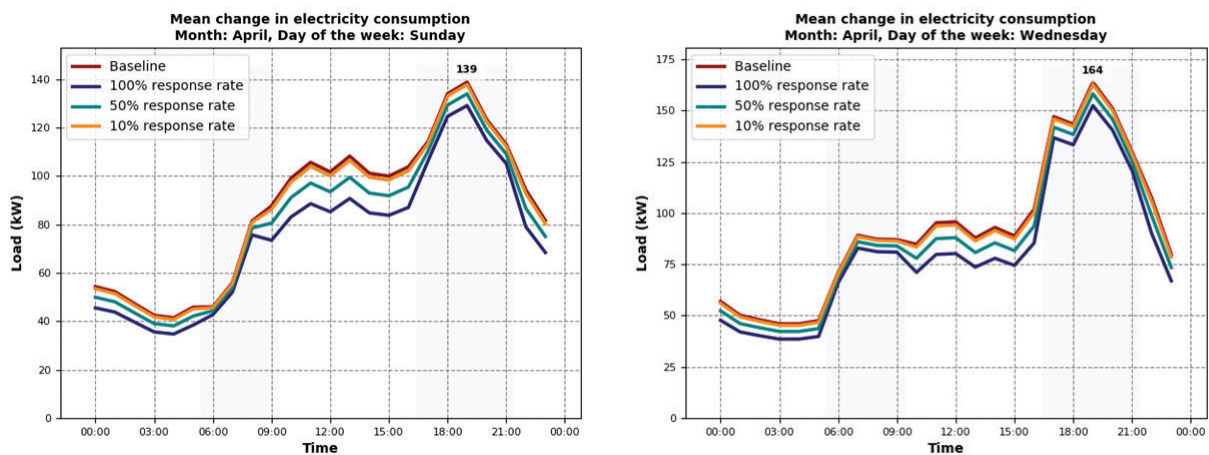 Mean change in electricity consumption
Month: April, Day of the week: Sunday
139
Baseline
100% response rate
50% response rate
10% response rate
Load (kW)
140
120
100
80
60
40
20
0
00:00 03:00 06:00 09:00 12:00 15:00 18:00 21:00 00:00
Time
Mean change in electricity consumption
Month: April, Day of the week: Wednesday
164
Baseline
100% response rate
50% response rate
10% response rate
Load (kW)
175
150
125
100
75
50
25
0
00:00 03:00 06:00 09:00 12:00 15:00 18:00 21:00 00:00
Time